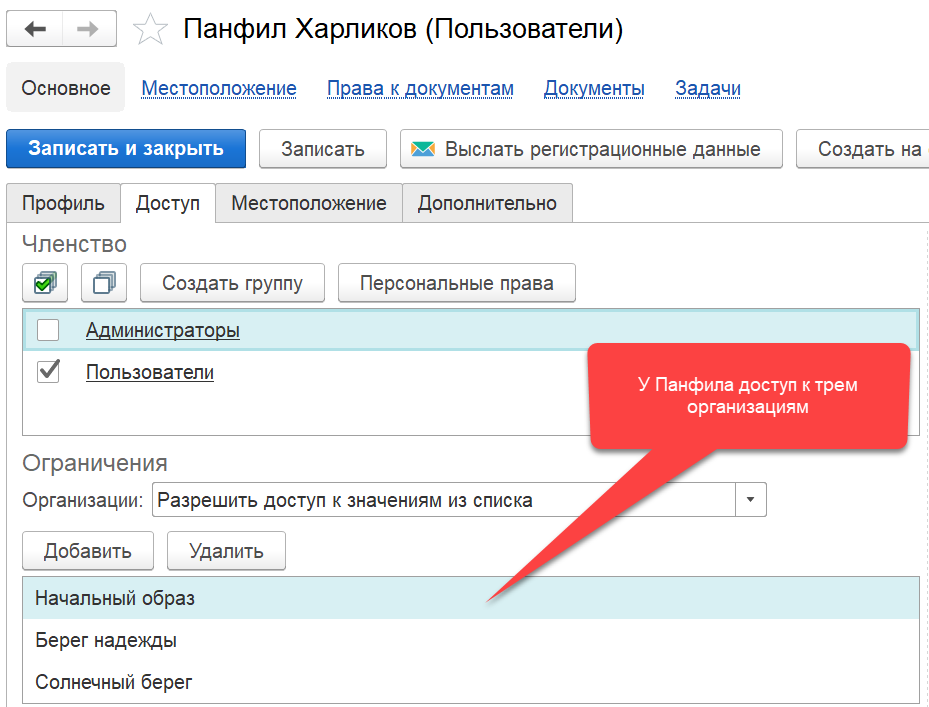 Панфил Харликов (Пользователи)
Основное Местоположение Права к документам Документы Задачи
Записать и закрыть Записать Выслать регистрационные данные Создать на
Профиль Доступ Местоположение Дополнительно
Членство
Создать группу Персональные права
Администраторы
Пользователи
У Панфила доступ к трем
организациям
Ограничения
Организации: Разрешить доступ к значениям из списка
Добавить Удалить
Начальный образ
Берег надежды
Солнечный берег